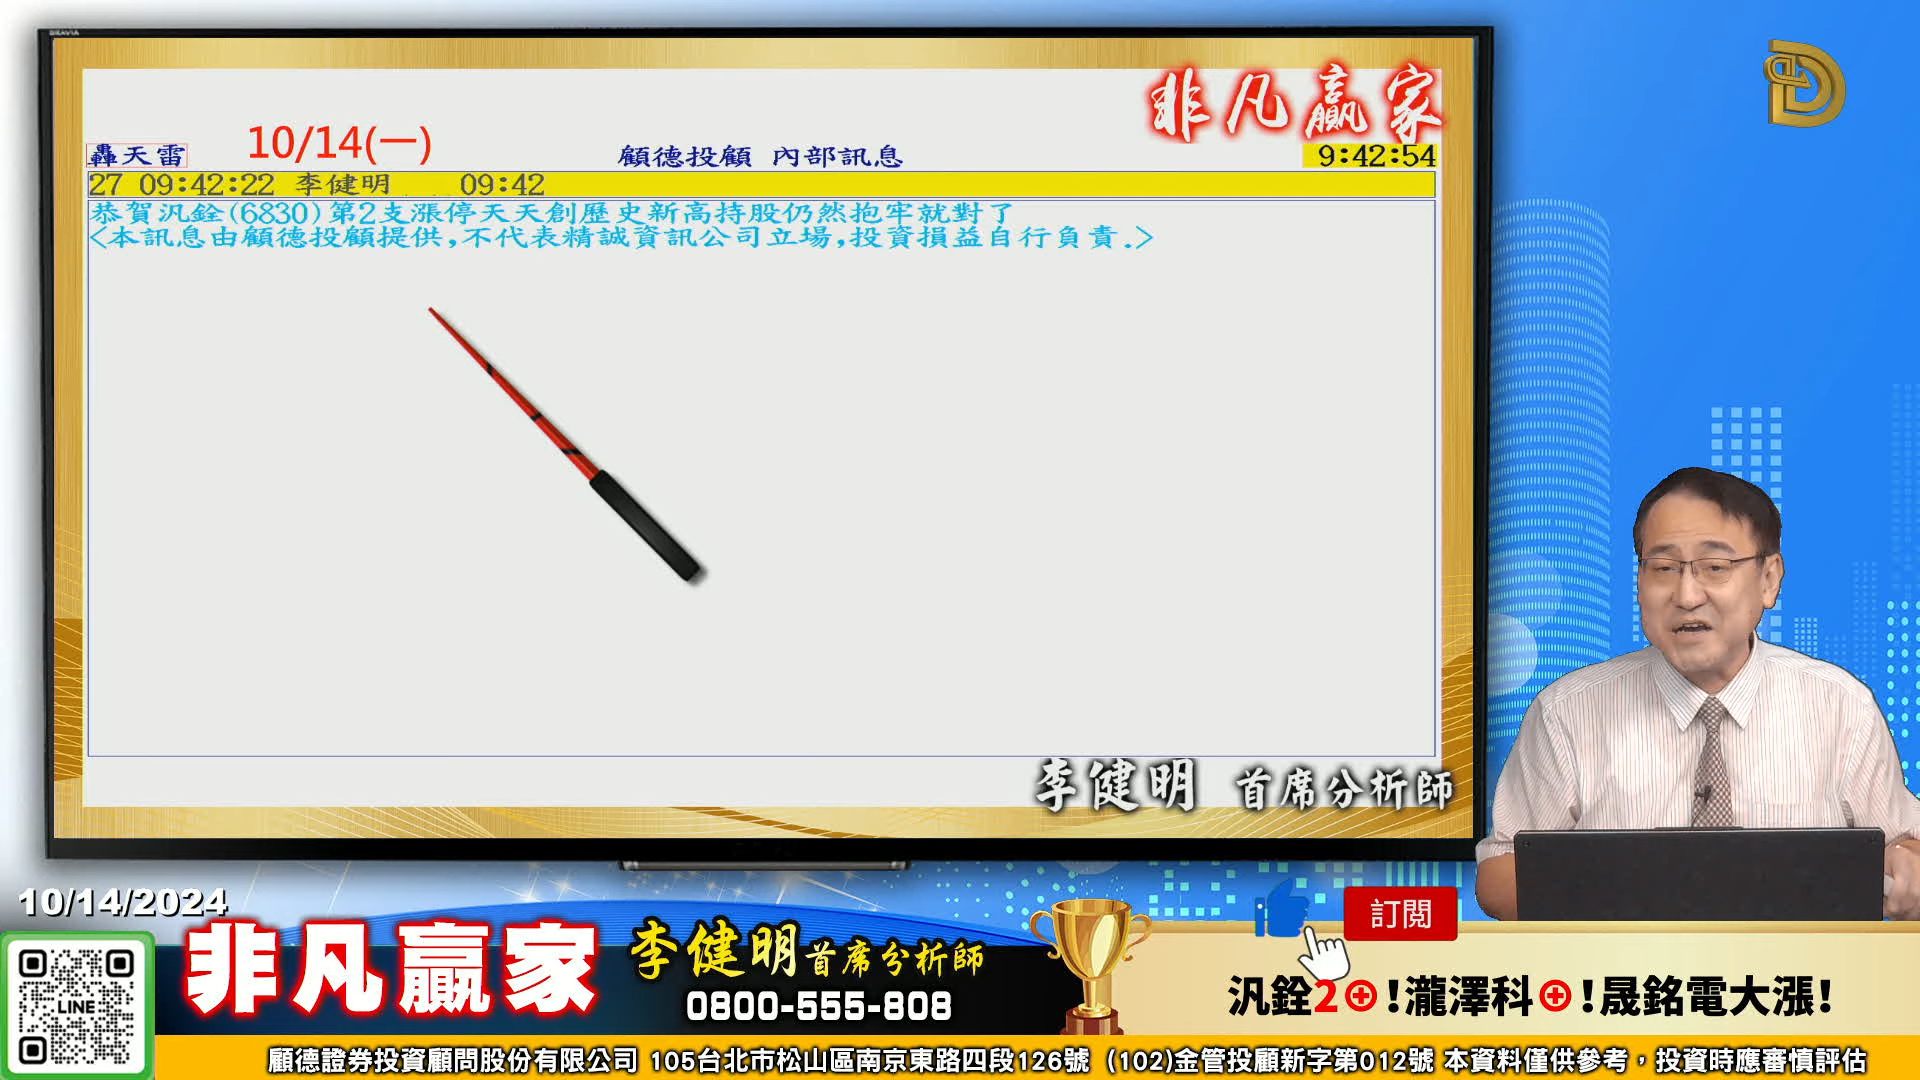 BRAVIA
非凡贏家
轟天雷 10/14(一) 顧德投顧 內部訊息 9:42:54
27 09:42:22 李健明 09:42
恭賀汎銓(6830)第2支漲停天天創歷史新高持股仍然抱牢就對了
<本訊息由顧德投顧提供,不代表精誠資訊公司立場,投資損益自行負責.>
李健明 首席分析師
10/14/2024
訂閱
非凡贏家 李健明首席分析師
0800-555-808
LINE
汎銓2⊕!瀧澤科⊕!晟銘電大漲!
顧德證券投資顧問股份有限公司 105台北市松山區南京東路四段126號 (102)金管投顧新字第012號 本資料僅供參考，投資時應審慎評估